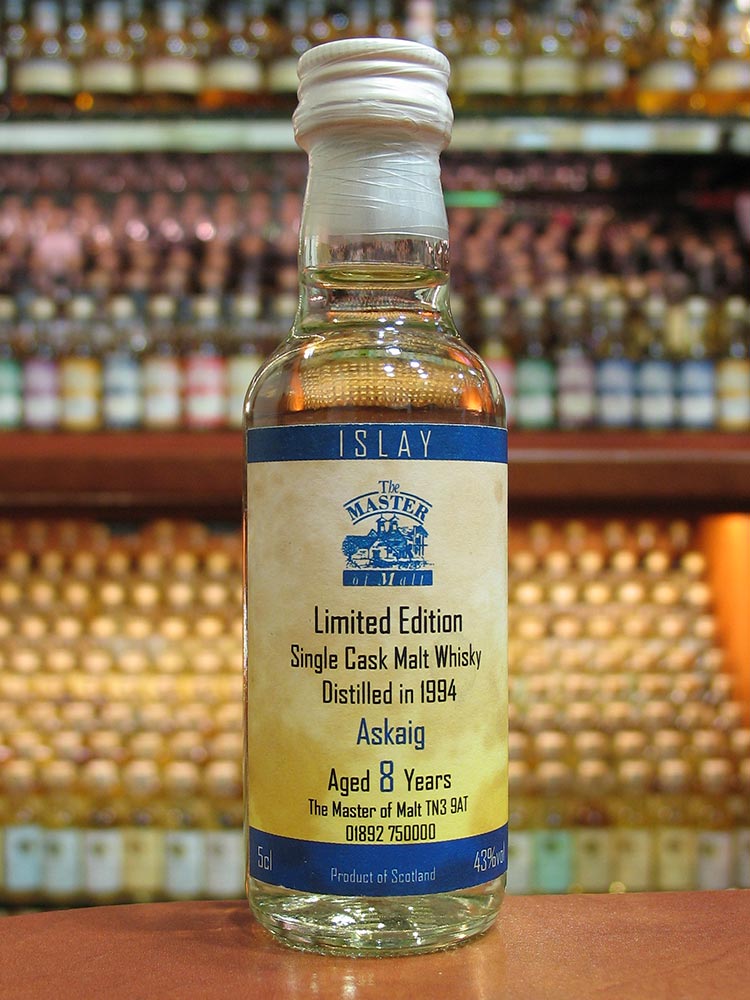 ISLAY
The
MASTER
of Malt
Limited Edition
Single Cask Malt Whisky
Distilled in 1994
Askaig
Aged 8 Years
The Master of Malt TN3 9AT
01892 750000
5cl
Product of Scotland
43%vol